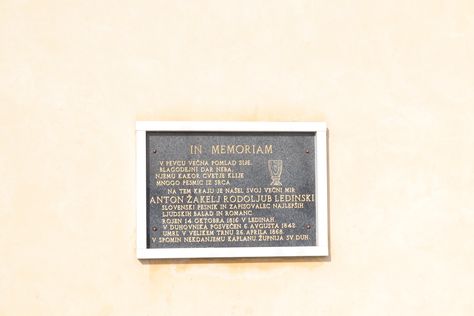 IN MEMORIAM
V PEVCU VEČNA POMLAD SIJE,
BLAGODEJNI DAR NEBA,
NJEMU KAKOR CVETJE KLIJE
MNOGO PESMIC IZ SRCA
NA TEM KRAJU JE NAŠEL SVOJ VEČNI MIR
ANTON ŽAKELJ RODOLJUB LEDINSKI
SLOVENSKI PESNIK IN ZAPISOVALEC NAJLEPŠIH
LJUDSKIH BALAD IN ROMANC.
ROJEN 14. OKTOBRA 1816 V LEDINAH.
V DUHOVNIKA POSVEČEN 6. AVGUSTA 1842.
UMRL V VELIKEM TRNU 26. APRILA 1868.
V SPOMIN NEKDANJEMU KAPLANU ŽUPNIJA SV. DUH.